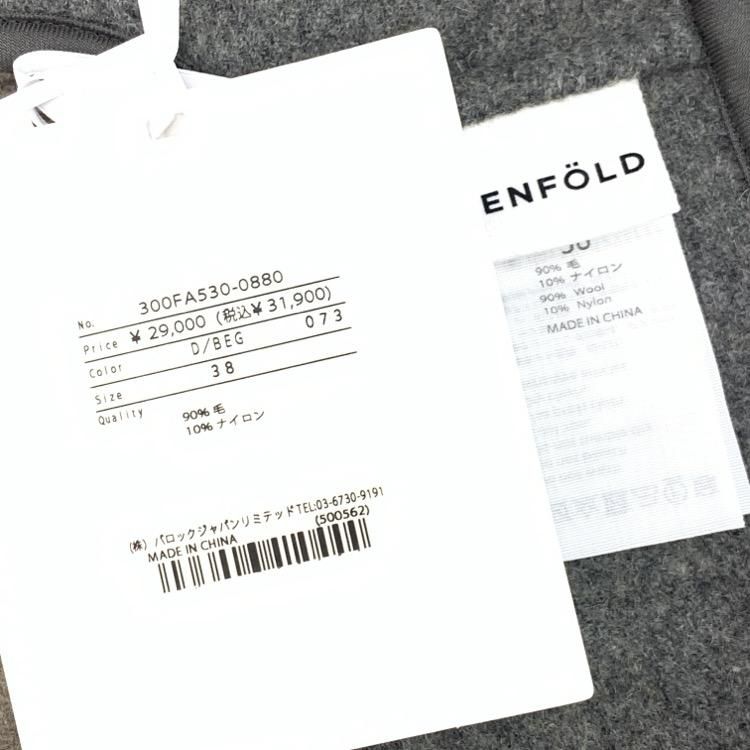 No. 300FA530-0880
Price ¥ 29,000 (税込¥ 31,900)
Color D/BEG 073
Size 38
Quality 90% 毛
10% ナイロン
(株) バロックジャパンリミテッドTEL:03-6730-9191
MADE IN CHINA (500562)
ENFÖLD
90% 毛
10% ナイロン
90% Wool
10% Nylon
MADE IN CHINA